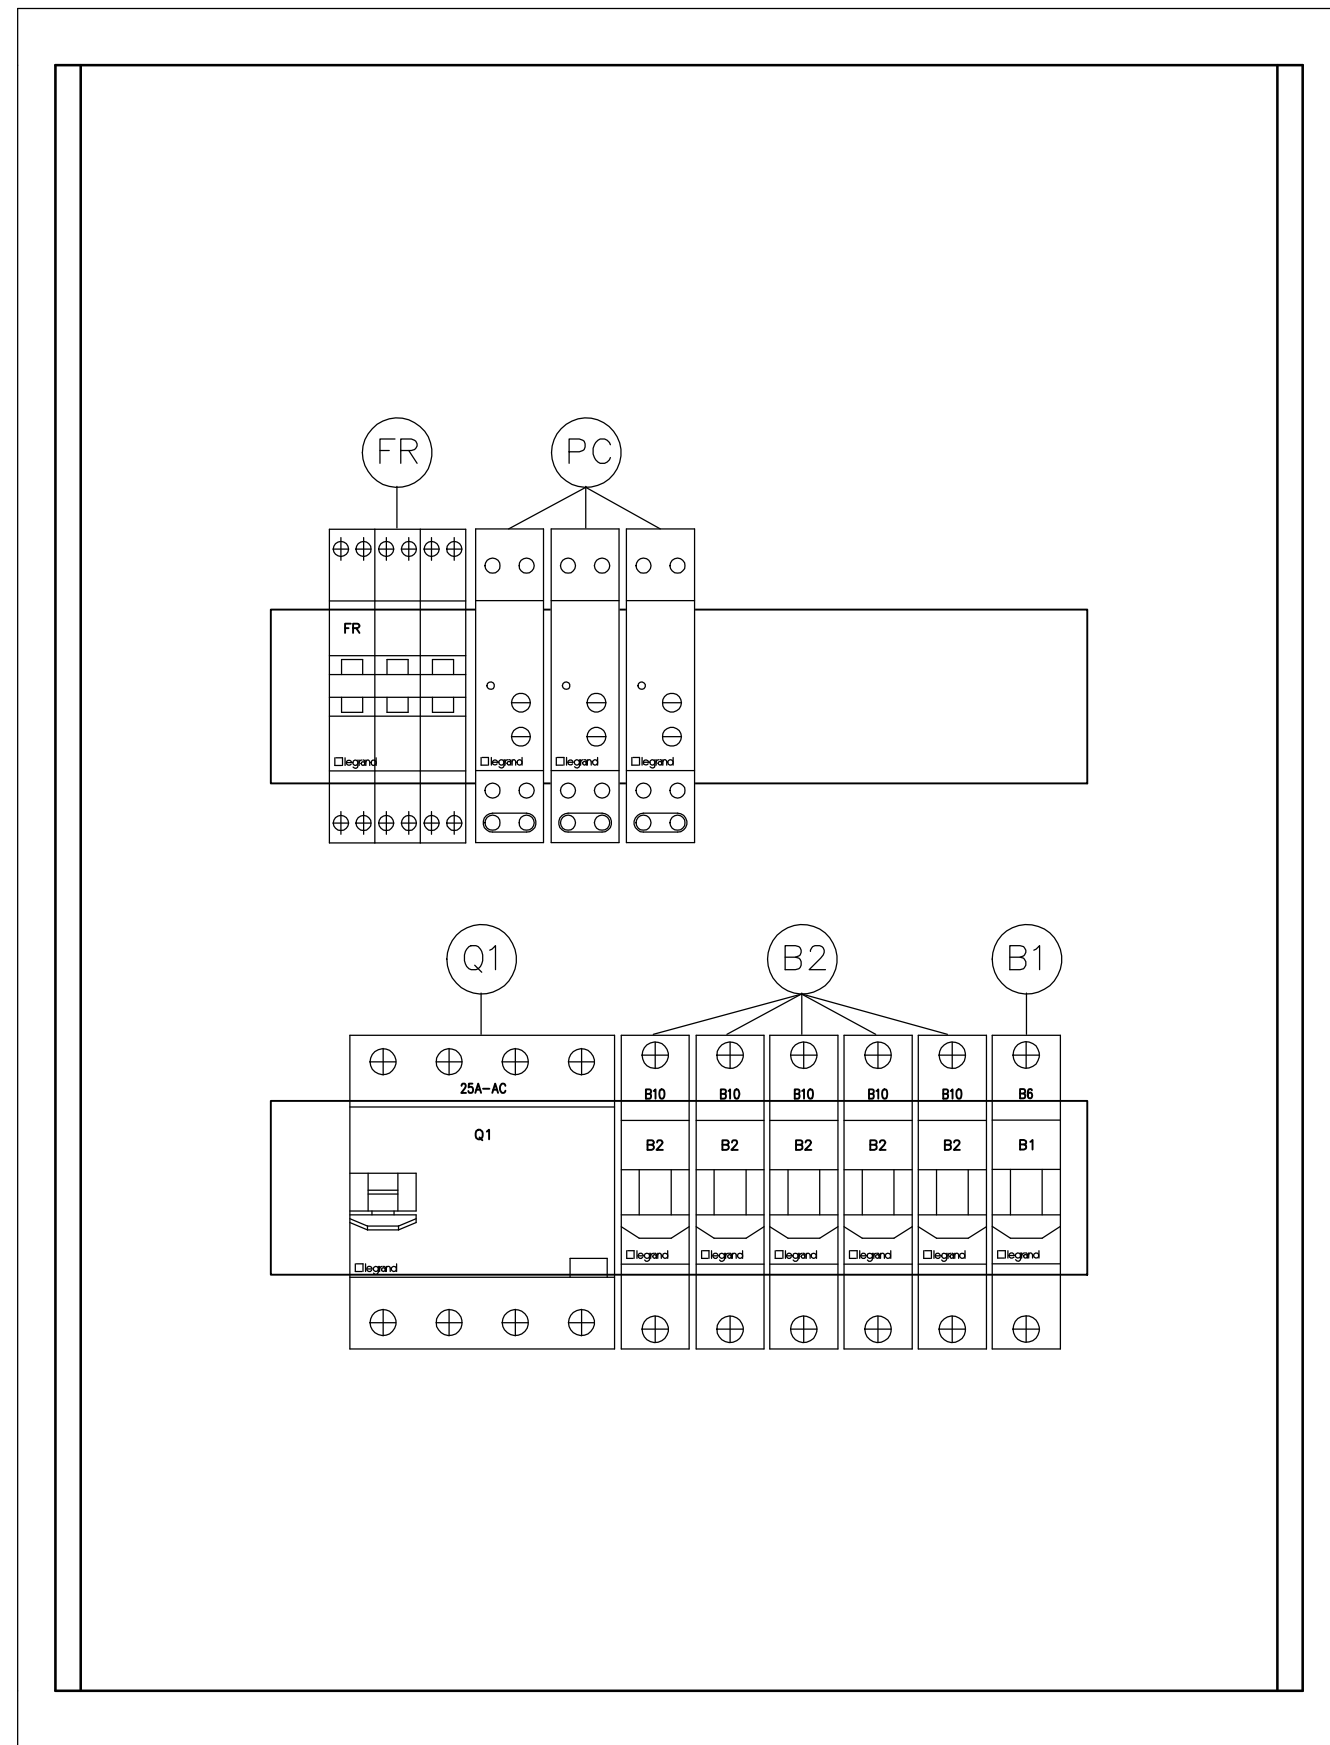 FR PC
FR
legrand legrand legrand legrand
Q1 B2 B1
25A-AC B10 B10 B10 B10 B10 B6
Q1 B2 B2 B2 B2 B2 B1
legrand legrand legrand legrand legrand legrand
legrand